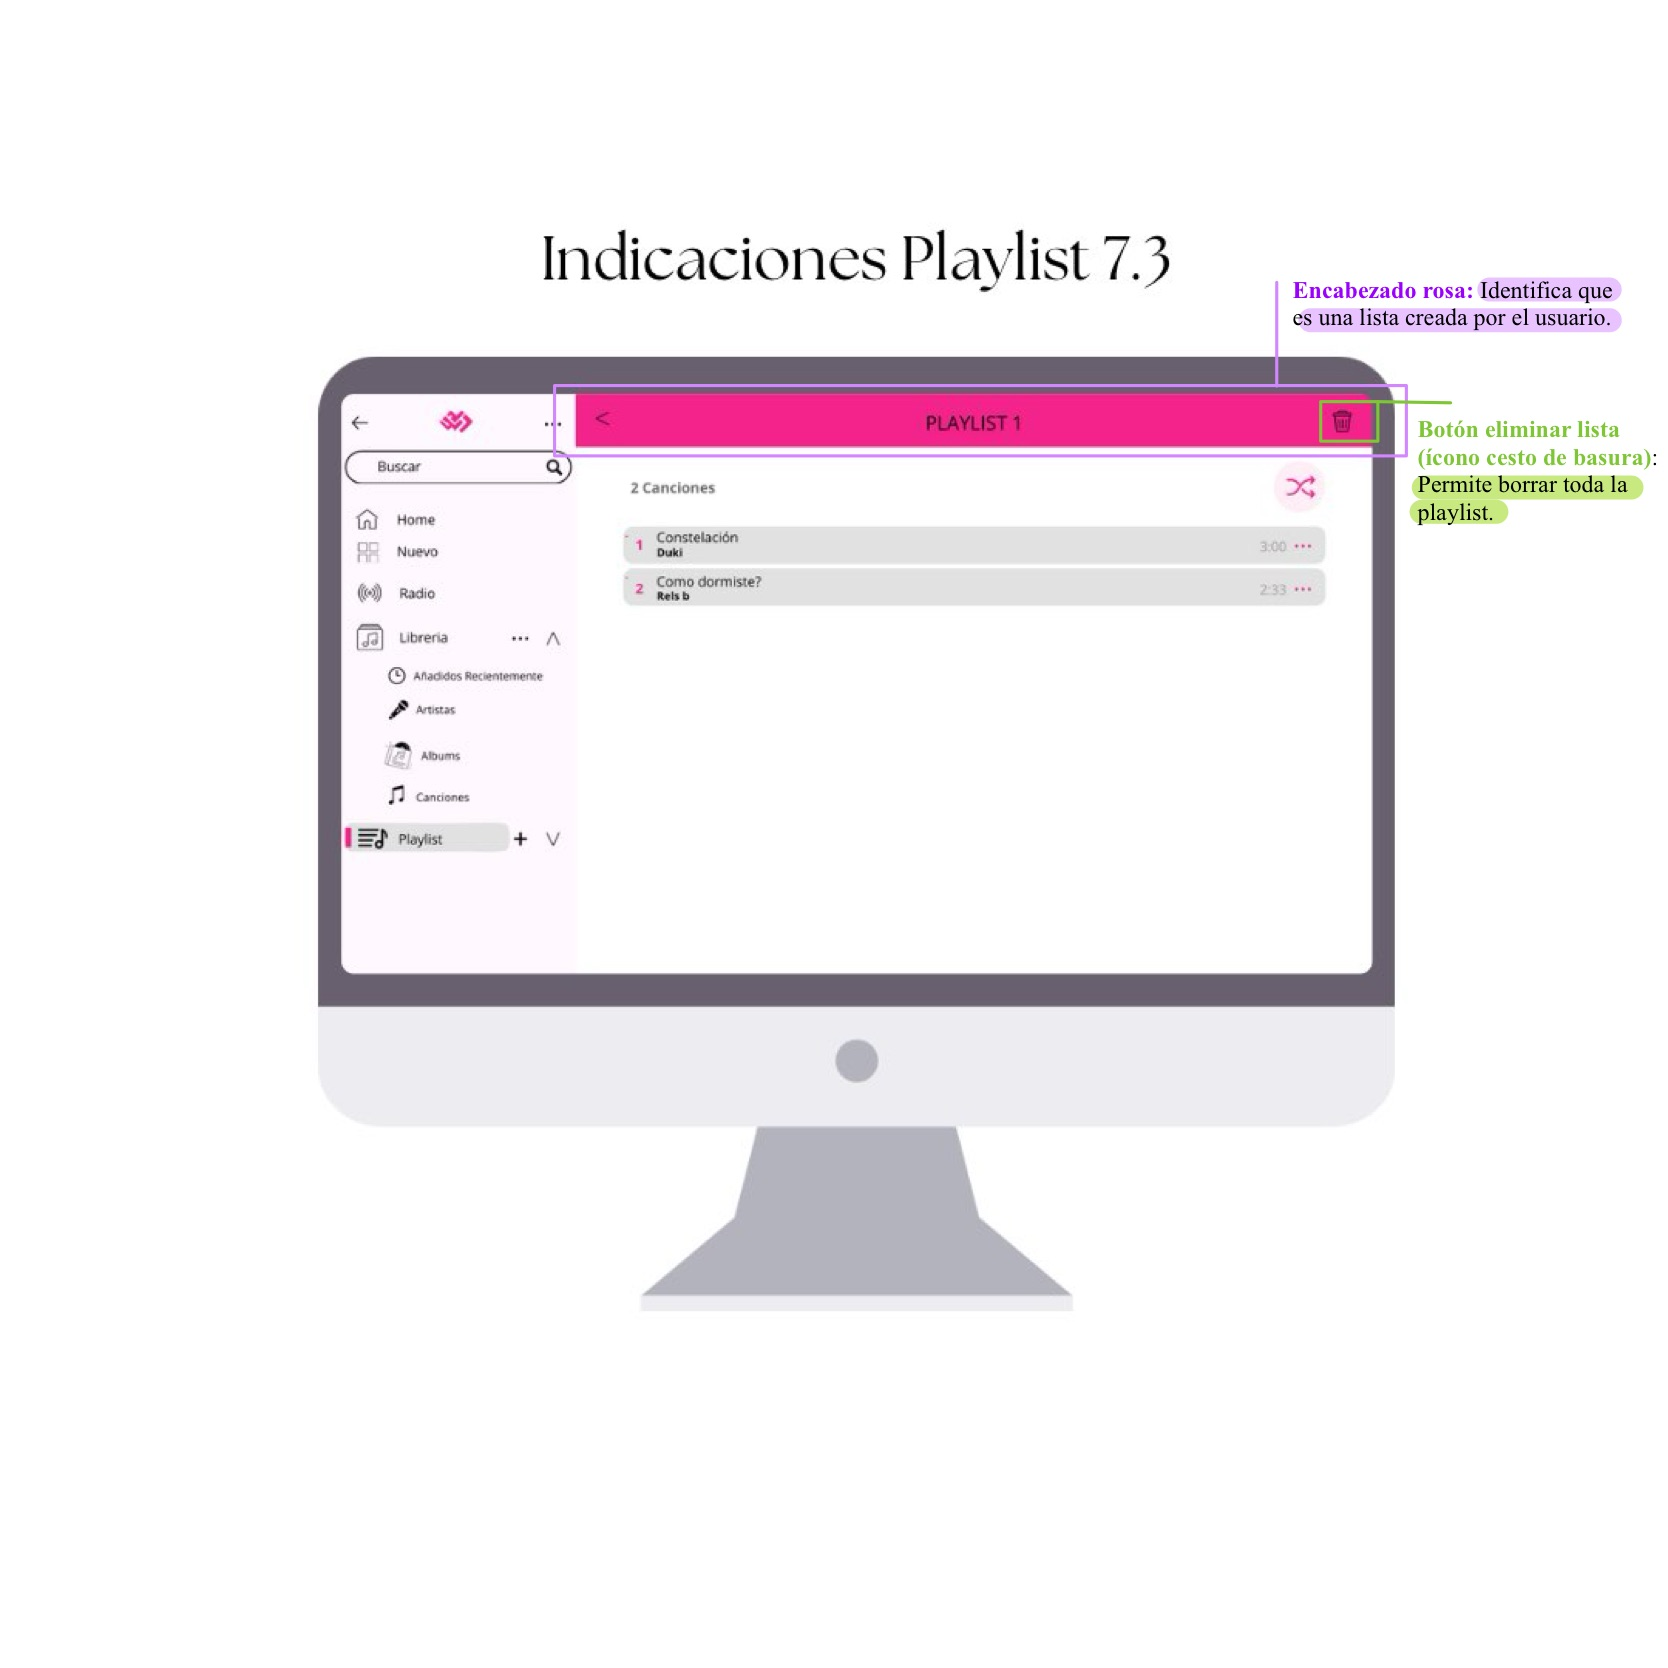 Indicaciones Playlist 7.3
Encabezado rosa: Identifica que
es una lista creada por el usuario.
Botón eliminar lista
(ícono cesto de basura):
Permite borrar toda la
playlist.
PLAYLIST 1
Buscar
Home
Nuevo
Radio
Libreria
Añadidos Recientemente
Artistas
Albums
Canciones
Playlist
2 Canciones
1 Constelación 3:00
Duki
2 Como dormiste? 2:33
Rels b